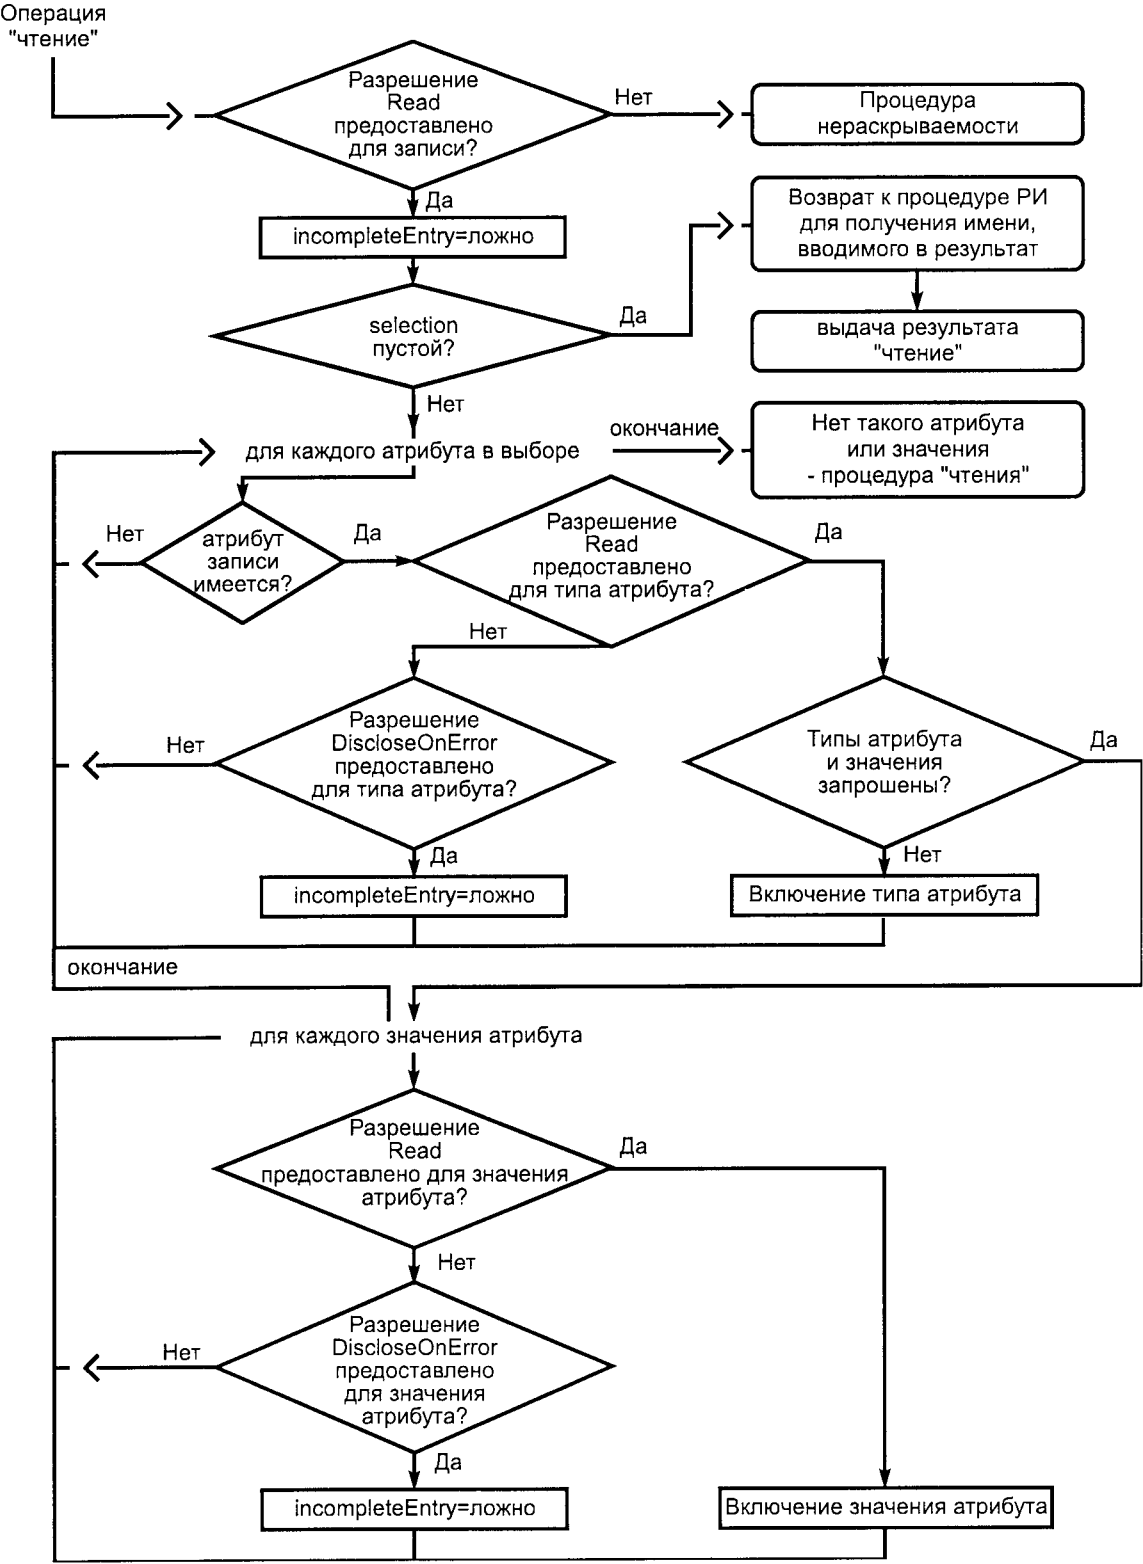 Операция
"чтение"
Разрешение
Read
предоставлено
для записи?
Нет
Процедура
нераскрываемости
Да
incompleteEntry=ложно
Возврат к процедуре РИ
для получения имени,
вводимого в результат
selection
пустой?
Да
выдача результата
"чтение"
Нет
для каждого атрибута в выборе
окончание
Нет такого атрибута
или значения
- процедура "чтения"
Нет
атрибут
записи
имеется?
Да
Разрешение
Read
предоставлено
для типа атрибута?
Да
Нет
Разрешение
DiscloseOnError
предоставлено
для типа атрибута?
Нет
Типы атрибута
и значения
запрошены?
Да
Да
incompleteEntry=ложно
Нет
Включение типа атрибута
окончание
для каждого значения атрибута
Разрешение
Read
предоставлено для значения
атрибута?
Да
Нет
Разрешение
DiscloseOnError
предоставлено
для значения
атрибута?
Нет
Да
incompleteEntry=ложно
Включение значения атрибута